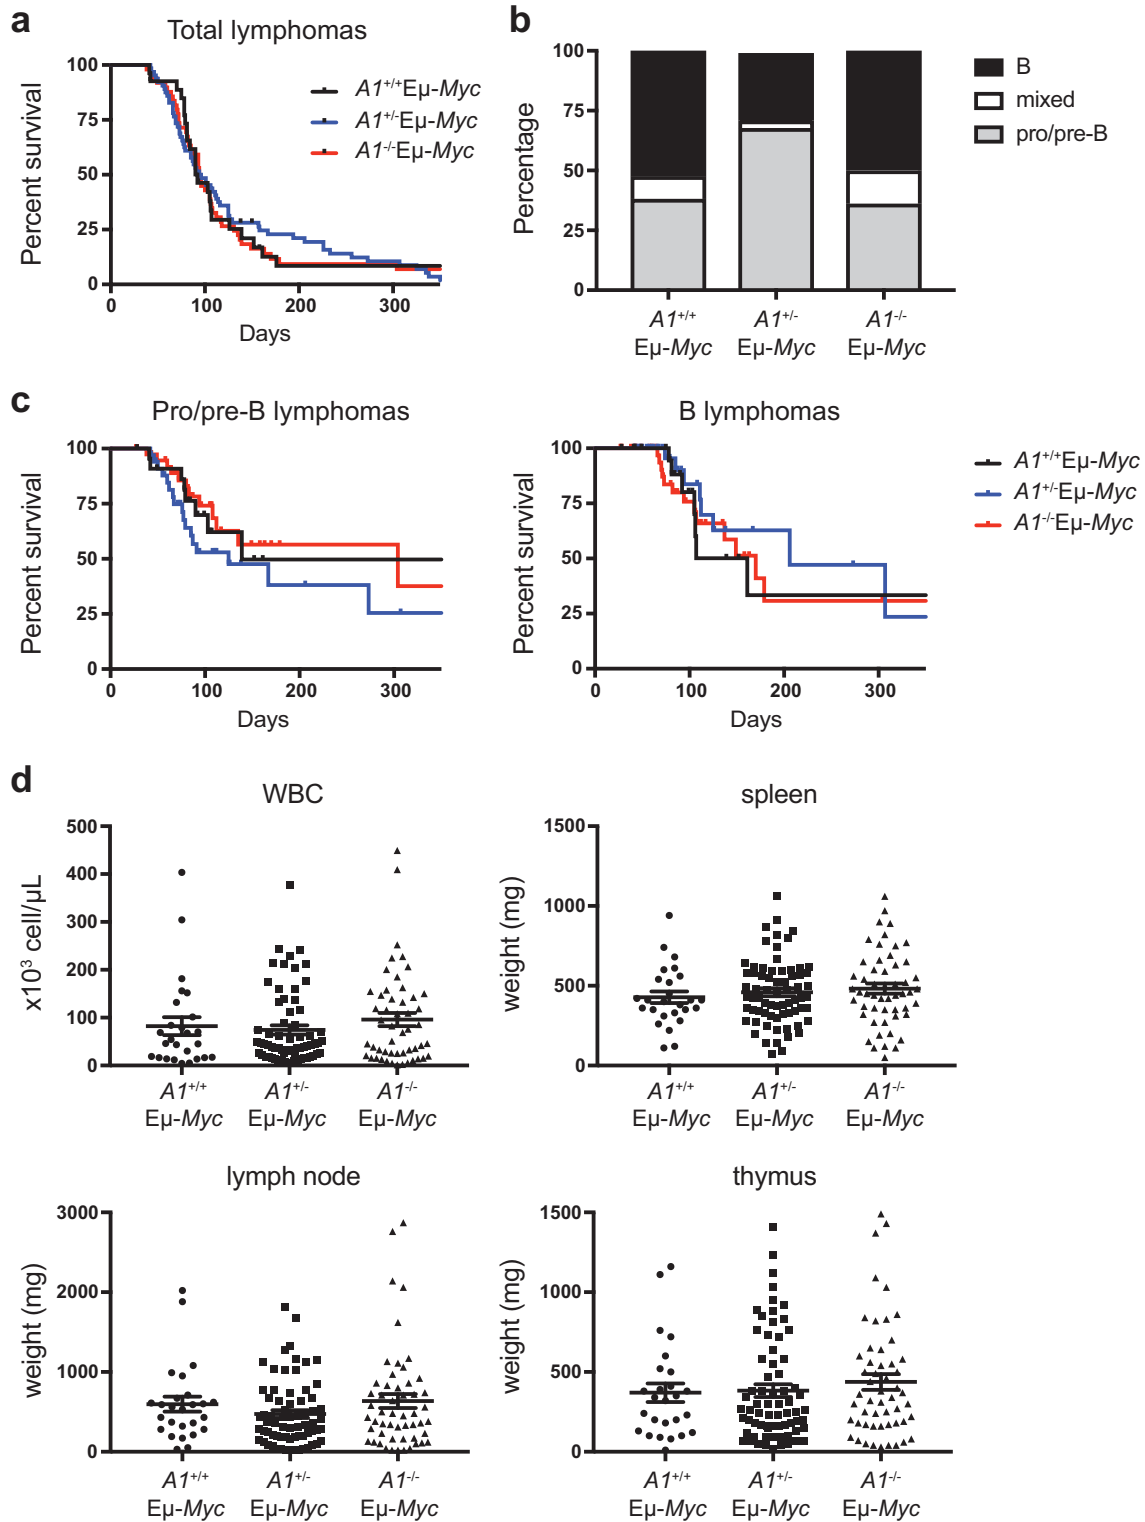 a
Total lymphomas
Percent survival
100
75
50
25
0
0 100 200 300
Days
A1+/+Eμ-Myc
A1+/-Eμ-Myc
A1-/-Eμ-Myc
b
Percentage
100
75
50
25
0
A1+/+ A1+/- A1-/-
Eμ-Myc Eμ-Myc Eμ-Myc
B
mixed
pro/pre-B
c
Pro/pre-B lymphomas
Percent survival
100
75
50
25
0
0 100 200 300
Days
B lymphomas
Percent survival
100
75
50
25
0
0 100 200 300
Days
A1+/+Eμ-Myc
A1+/-Eμ-Myc
A1-/-Eμ-Myc
d
WBC
x10³ cell/μL
500
400
300
200
100
0
A1+/+ A1+/- A1-/-
Eμ-Myc Eμ-Myc Eμ-Myc
spleen
weight (mg)
1500
1000
500
0
A1+/+ A1+/- A1-/-
Eμ-Myc Eμ-Myc Eμ-Myc
lymph node
weight (mg)
3000
2000
1000
0
A1+/+ A1+/- A1-/-
Eμ-Myc Eμ-Myc Eμ-Myc
thymus
weight (mg)
1500
1000
500
0
A1+/+ A1+/- A1-/-
Eμ-Myc Eμ-Myc Eμ-Myc